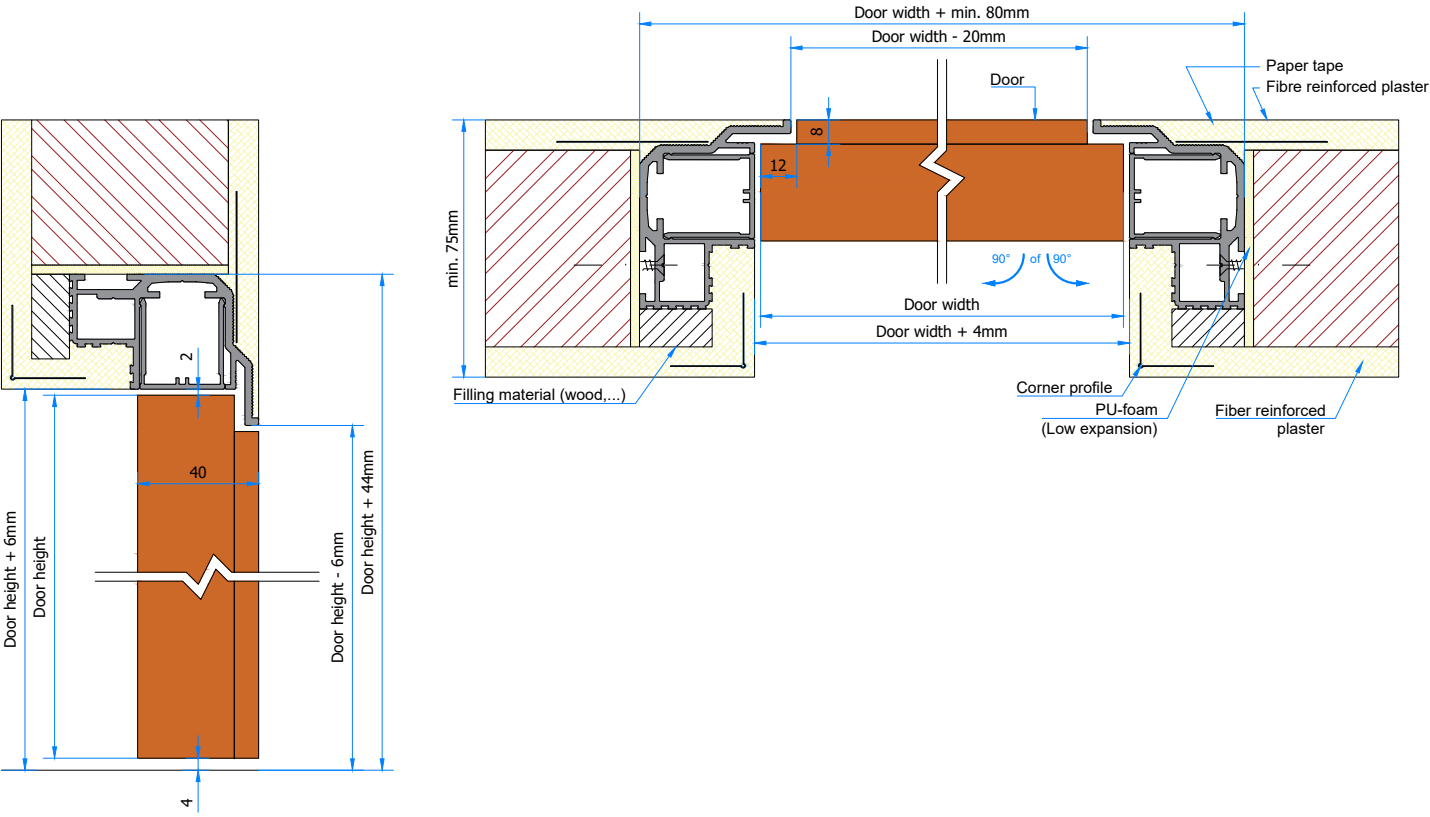 Door width + min. 80mm
Door width - 20mm
Paper tape
Fibre reinforced plaster
Door
8
12
min. 75mm
90° of 90°
Door width
Door width + 4mm
Filling material (wood,...)
Corner profile
PU-foam
(Low expansion)
Fiber reinforced
plaster
2
40
Door height + 6mm
Door height
Door height - 6mm
Door height + 44mm
4